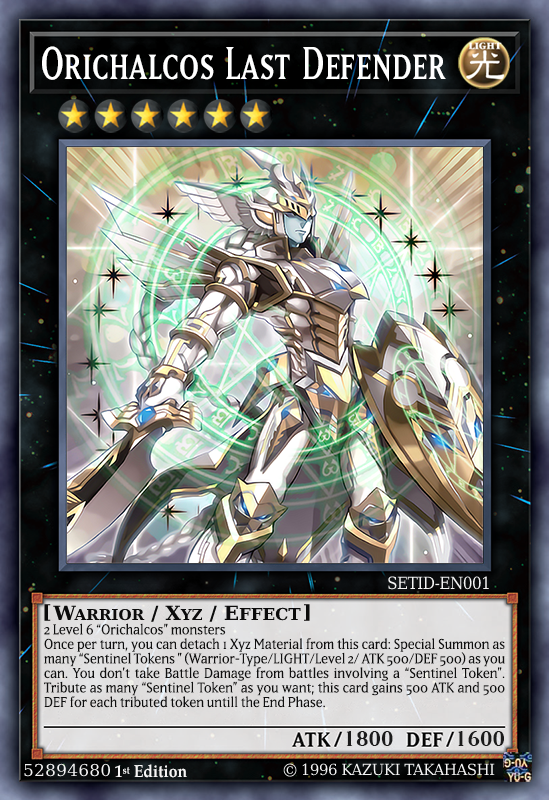 Orichalcos Last Defender
LIGHT
光
SETID-EN001
[Warrior / Xyz / Effect]
2 Level 6 “Orichalcos” monsters
Once per turn, you can detach 1 Xyz Material from this card: Special Summon as
many “Sentinel Tokens ” (Warrior-Type/LIGHT/Level 2/ ATK 500/DEF 500) as you
can. You don’t take Battle Damage from battles involving a “Sentinel Token”.
Tribute as many “Sentinel Token” as you want; this card gains 500 ATK and 500
DEF for each tributed token untill the End Phase.
ATK/1800 DEF/1600
52894680 1st Edition © 1996 KAZUKI TAKAHASHI